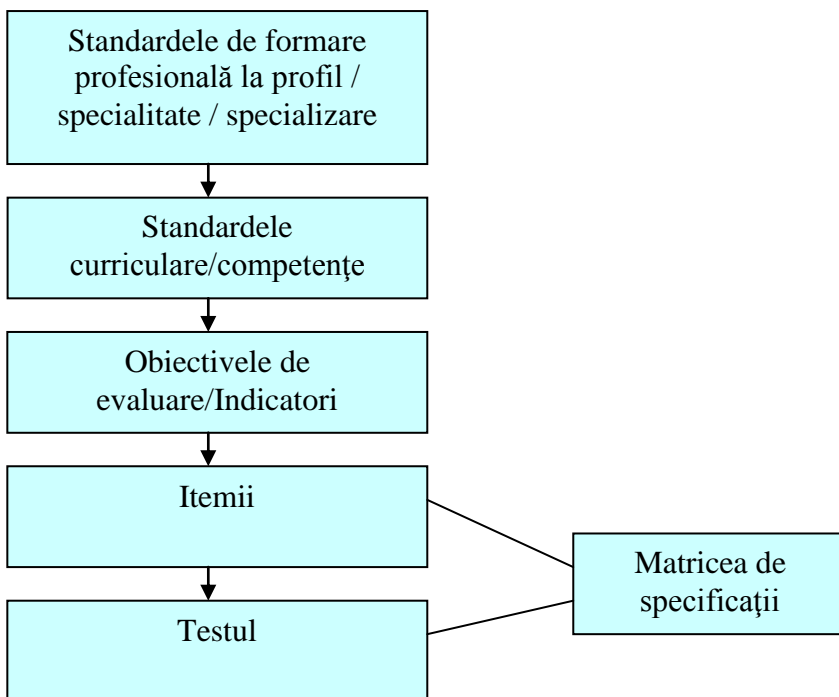 Standardele de formare
profesională la profil /
specialitate / specializare
Standardele
curriculare/competenţe
Obiectivele de
evaluare/Indicatori
Itemii
Matricea de
specificaţii
Testul